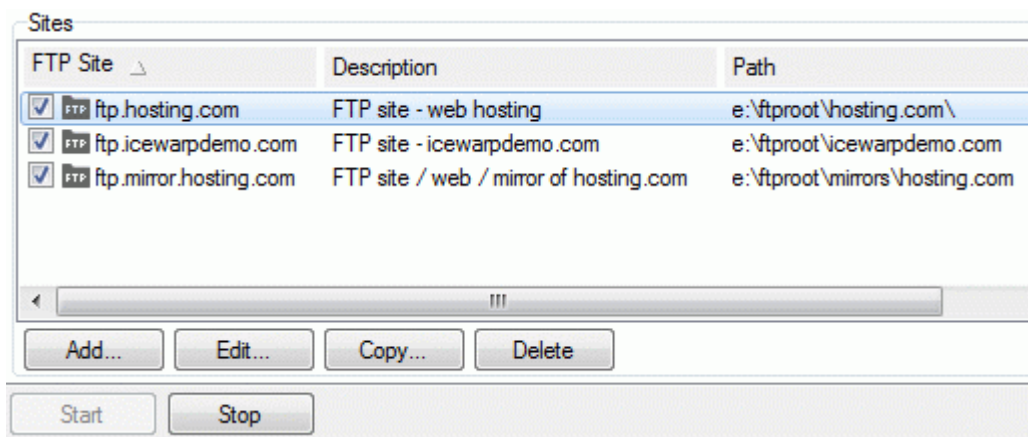 Sites
FTP Site Description Path
FTP ftp.hosting.com FTP site - web hosting e:\ftproot\hosting.com\
FTP ftp.icewarpdemo.com FTP site - icewarpdemo.com e:\ftproot\icewarpdemo.com
FTP ftp.mirror.hosting.com FTP site / web / mirror of hosting.com e:\ftproot\mirrors\hosting.com
Add... Edit... Copy... Delete
Start Stop